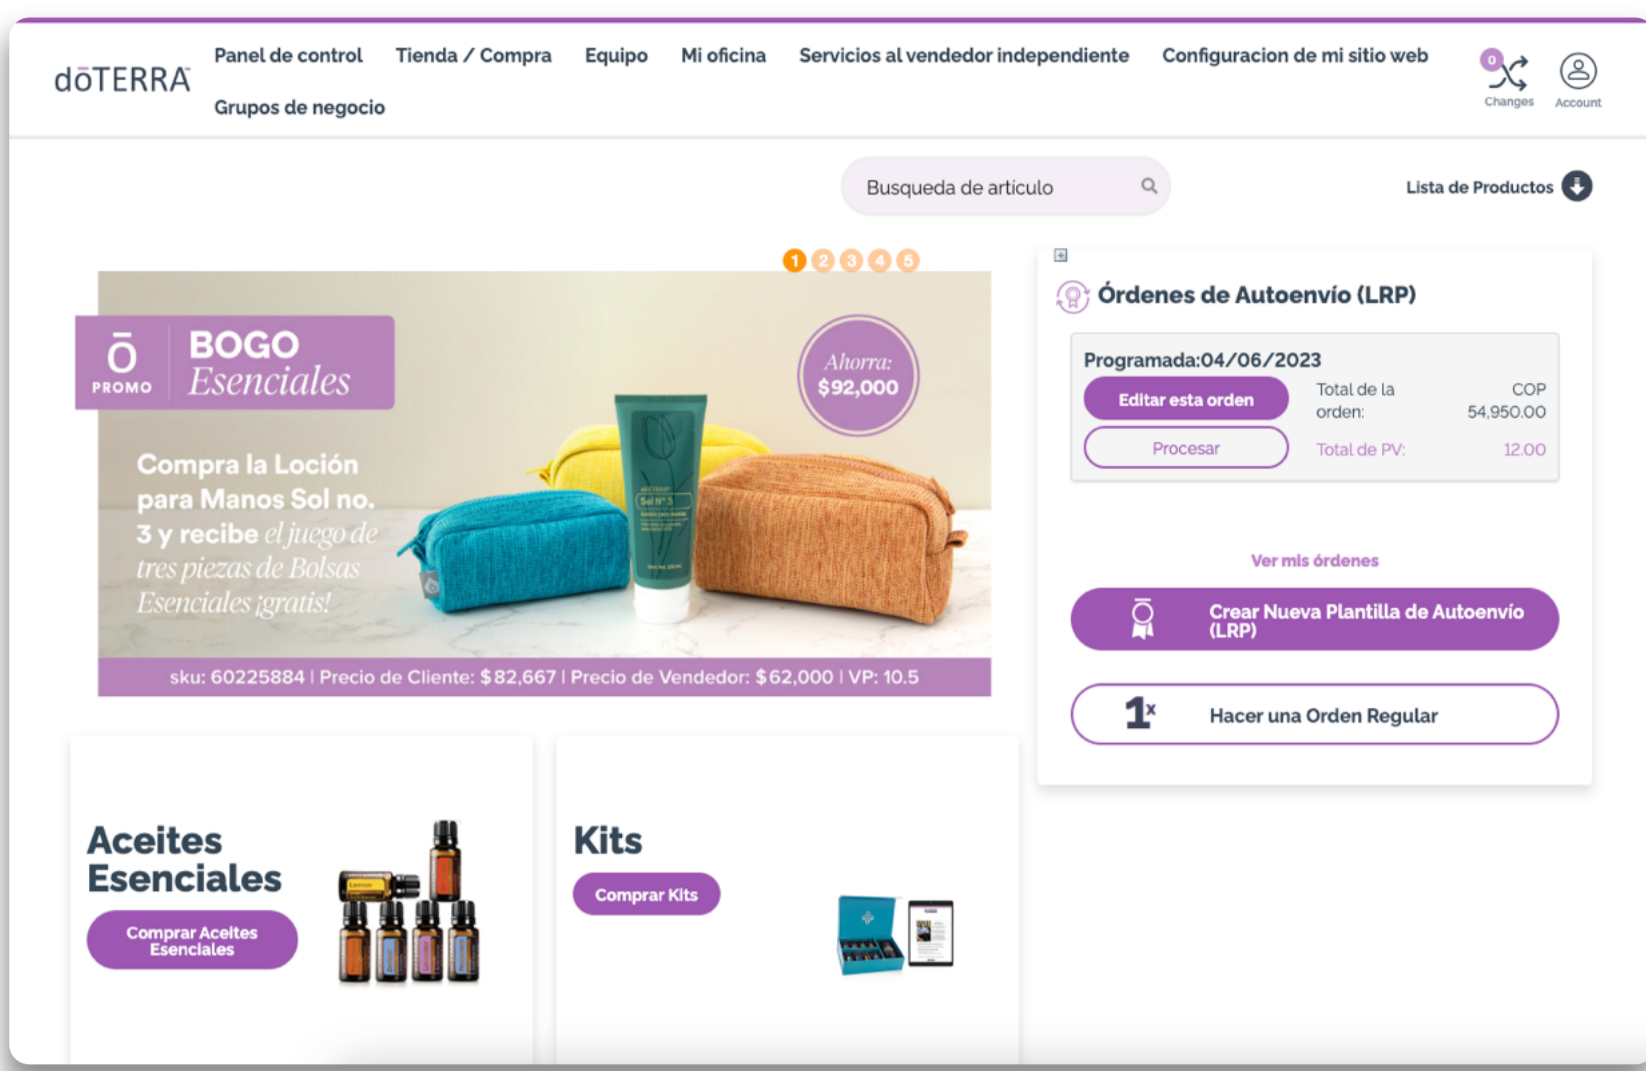 dōTERRA
Panel de control
Tienda / Compra
Equipo
Mi oficina
Servicios al vendedor independiente
Configuracion de mi sitio web
Grupos de negocio
0
Changes
Account
Busqueda de artículo
Lista de Productos
1 2 3 4 5
Ō
PROMO
BOGO
Esenciales
Ahorra:
$92,000
Compra la Loción
para Manos Sol no.
3 y recibe el juego de
tres piezas de Bolsas
Esenciales ¡gratis!
Sol N° 3
sku: 60225884 | Precio de Cliente: $82,667 | Precio de Vendedor: $62,000 | VP: 10.5
Órdenes de Autoenvío (LRP)
Programada:04/06/2023
Editar esta orden
Procesar
Total de la
orden:
COP
54,950.00
Total de PV:
12.00
Ver mis órdenes
Crear Nueva Plantilla de Autoenvío
(LRP)
1x
Hacer una Orden Regular
Aceites
Esenciales
Comprar Aceites
Esenciales
Lemon
Kits
Comprar Kits